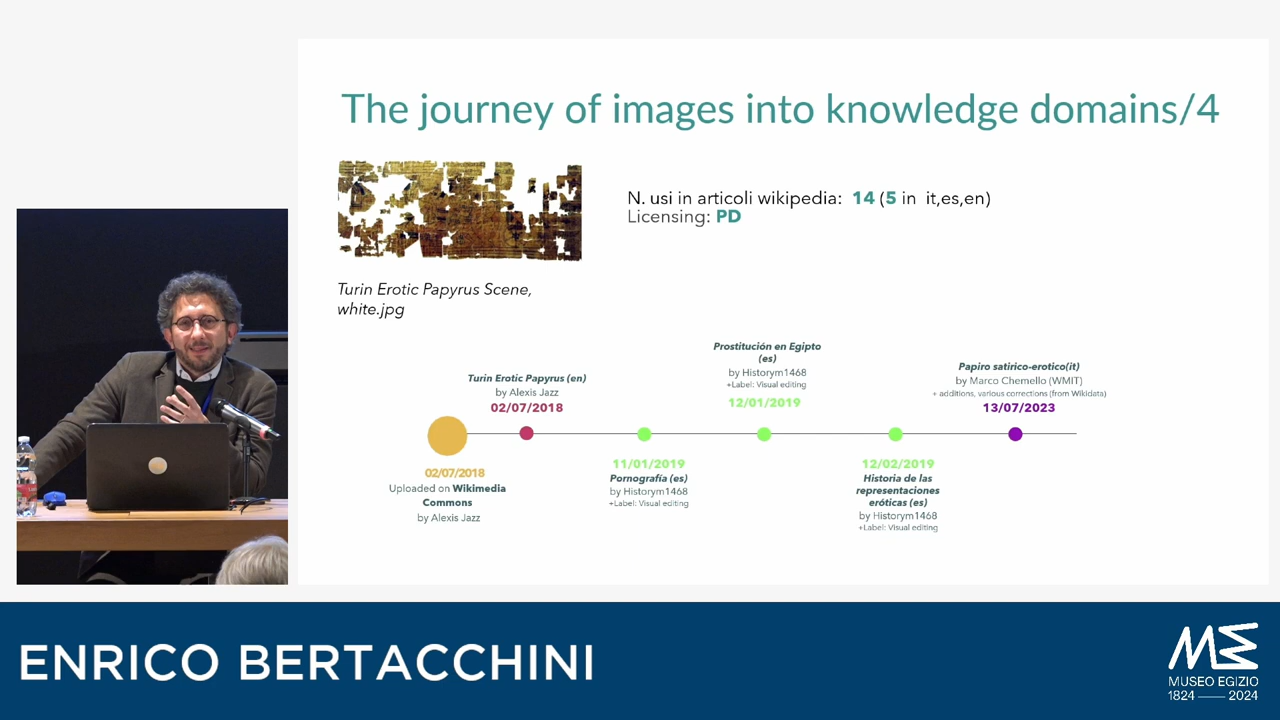 The journey of images into knowledge domains/4
N. usi in articoli wikipedia: 14 (5 in it,es,en)
Licensing: PD
Turin Erotic Papyrus Scene,
white.jpg
Turin Erotic Papyrus (en)
by Alexis Jazz
02/07/2018
Prostitución en Egipto
(es)
by Historym1468
+Label: Visual editing
12/01/2019
Papiro satirico-erotico(it)
by Marco Chemello (WMIT)
+ additions, various corrections (from Wikidata)
13/07/2023
02/07/2018
Uploaded on Wikimedia
Commons
by Alexis Jazz
11/01/2019
Pornografía (es)
by Historym1468
+Label: Visual editing
12/02/2019
Historia de las
representaciones
eróticas (es)
by Historym1468
+Label: Visual editing
ENRICO BERTACCHINI
ME
MUSEO EGIZIO
1824 — 2024